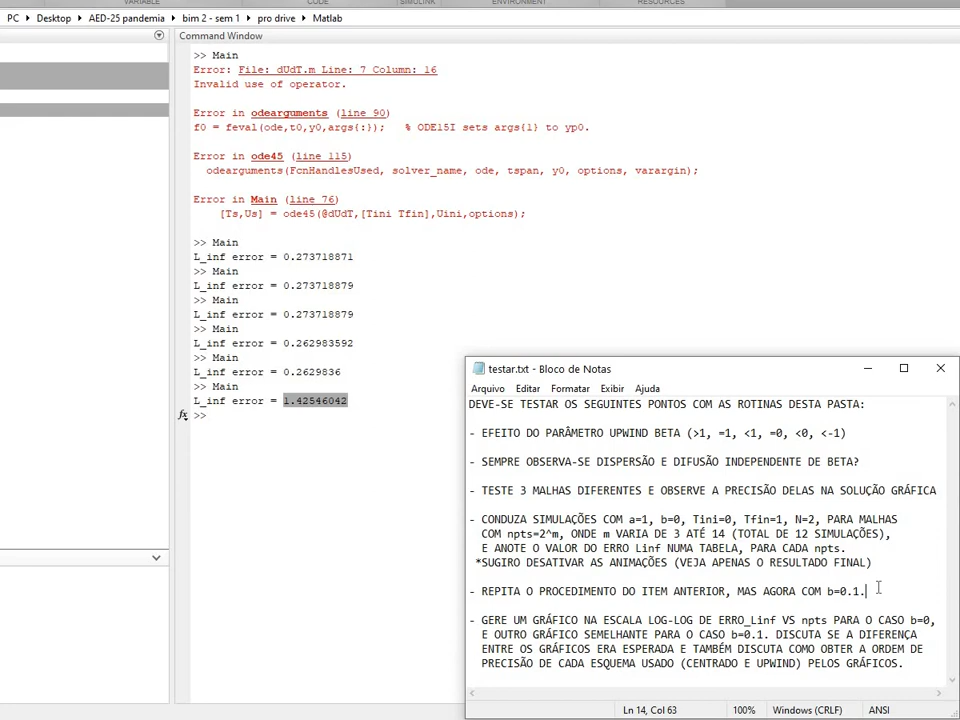 VARIABLE CODE SIMULINK ENVIRONMENT RESOURCES
PC Desktop AED-25 pandemia bim 2 - sem 1 pro drive Matlab
Command Window
>> Main
Error: File: dUdT.m Line: 7 Column: 16
Invalid use of operator.
Error in odearguments (line 90)
f0 = feval(ode,t0,y0,args{:}); % ODE15I sets args{1} to yp0.
Error in ode45 (line 115)
odearguments(FcnHandlesUsed, solver_name, ode, tspan, y0, options, varargin);
Error in Main (line 76)
[Ts,Us] = ode45(@dUdT,[Tini Tfin],Uini,options);
>> Main
L_inf error = 0.273718871
>> Main
L_inf error = 0.273718879
>> Main
L_inf error = 0.273718879
>> Main
L_inf error = 0.262983592
>> Main
L_inf error = 0.2629836
>> Main
L_inf error = 1.42546042
fx >>
testar.txt - Bloco de Notas
Arquivo Editar Formatar Exibir Ajuda
DEVE-SE TESTAR OS SEGUINTES PONTOS COM AS ROTINAS DESTA PASTA:
- EFEITO DO PARÂMETRO UPWIND BETA (>1, =1, <1, =0, <0, <-1)
- SEMPRE OBSERVA-SE DISPERSÃO E DIFUSÃO INDEPENDENTE DE BETA?
- TESTE 3 MALHAS DIFERENTES E OBSERVE A PRECISÃO DELAS NA SOLUÇÃO GRÁFICA
- CONDUZA SIMULAÇÕES COM a=1, b=0, Tini=0, Tfin=1, N=2, PARA MALHAS
COM npts=2^m, ONDE m VARIA DE 3 ATÉ 14 (TOTAL DE 12 SIMULAÇÕES),
E ANOTE O VALOR DO ERRO Linf NUMA TABELA, PARA CADA npts.
*SUGIRO DESATIVAR AS ANIMAÇÕES (VEJA APENAS O RESULTADO FINAL)
- REPITA O PROCEDIMENTO DO ITEM ANTERIOR, MAS AGORA COM b=0.1.
- GERE UM GRÁFICO NA ESCALA LOG-LOG DE ERRO_Linf VS npts PARA O CASO b=0,
E OUTRO GRÁFICO SEMELHANTE PARA O CASO b=0.1. DISCUTA SE A DIFERENÇA
ENTRE OS GRÁFICOS ERA ESPERADA E TAMBÉM DISCUTA COMO OBTER A ORDEM DE
PRECISÃO DE CADA ESQUEMA USADO (CENTRADO E UPWIND) PELOS GRÁFICOS.
Ln 14, Col 63 100% Windows (CRLF) ANSI